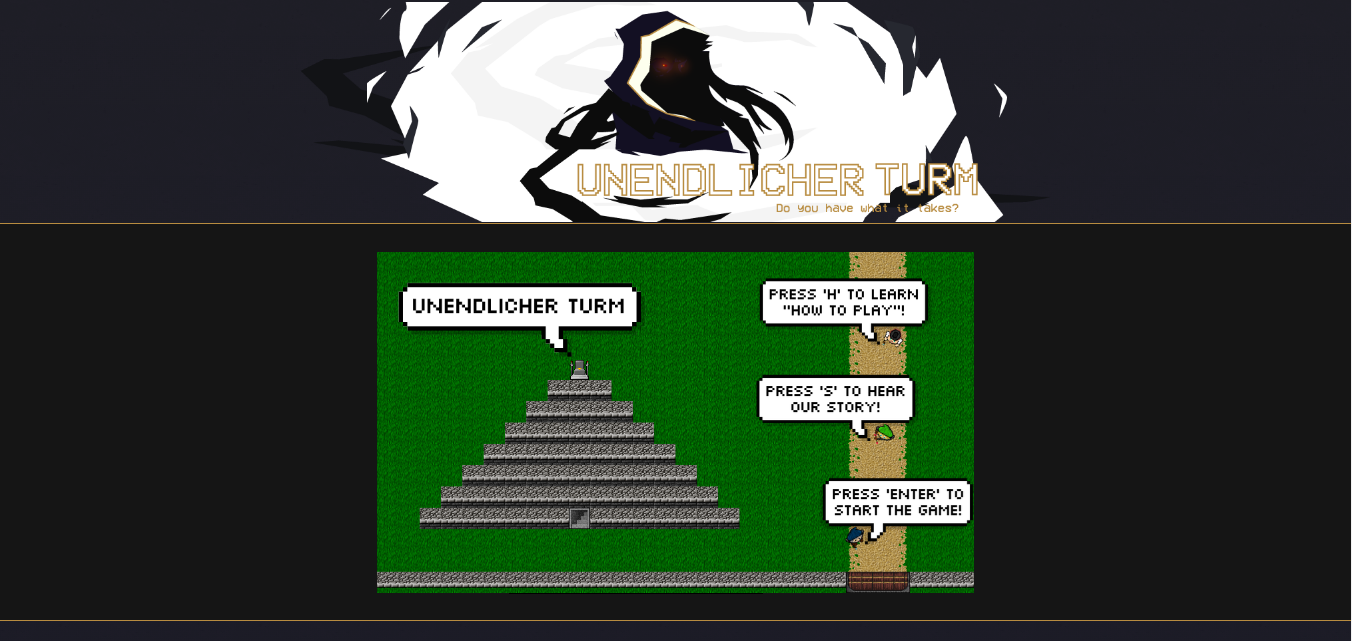 UNENDLICHER TURM
Do you have what it takes?
UNENDLICHER TURM
PRESS 'H' TO LEARN
"HOW TO PLAY"!
PRESS 'S' TO HEAR
OUR STORY!
PRESS 'ENTER' TO
START THE GAME!